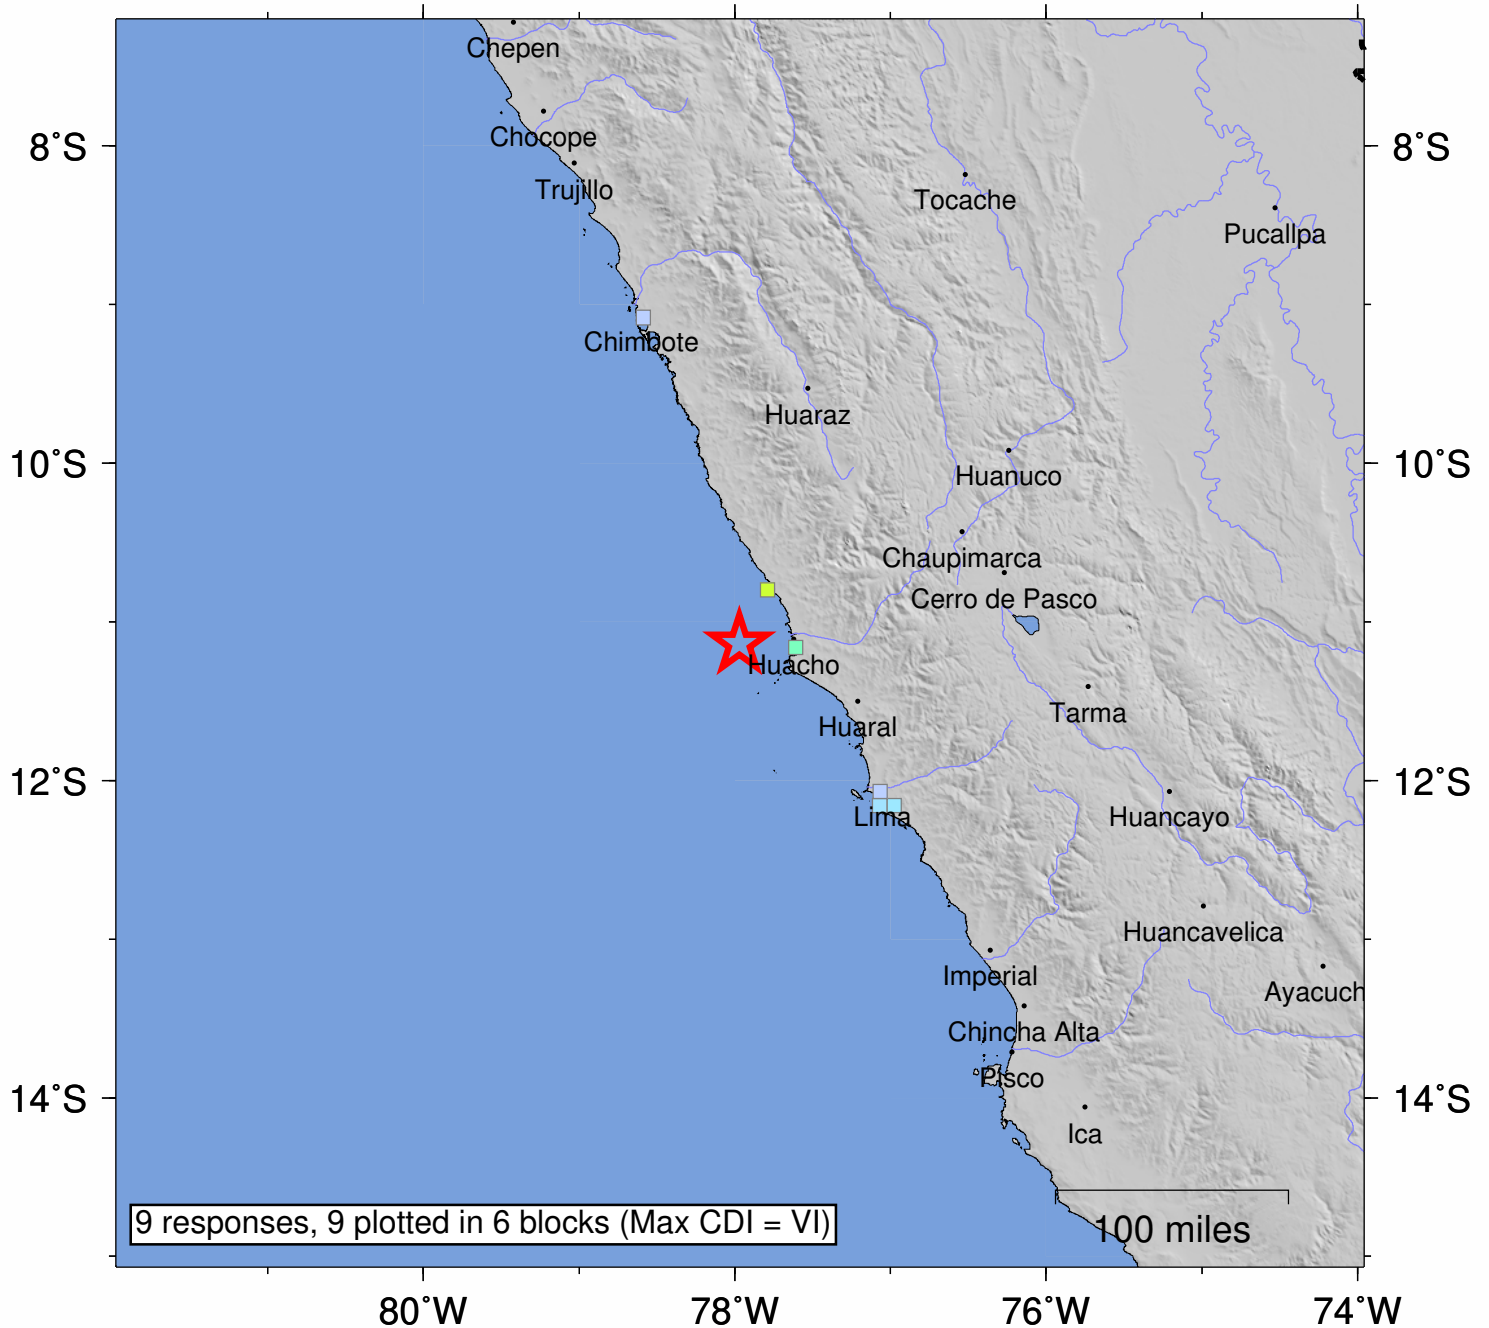 Chepen
Chocope
8°S
8°S
Trujillo
Tocache
Pucallpa
Chimbote
Huaraz
10°S
10°S
Huanuco
Chaupimarca
Cerro de Pasco
Huacho
Tarma
Huaral
12°S
12°S
Lima
Huancayo
Huancavelica
Imperial
Ayacuch
Chincha Alta
Pisco
14°S
14°S
Ica
9 responses, 9 plotted in 6 blocks (Max CDI = VI)
100 miles
80°W
78°W
76°W
74°W